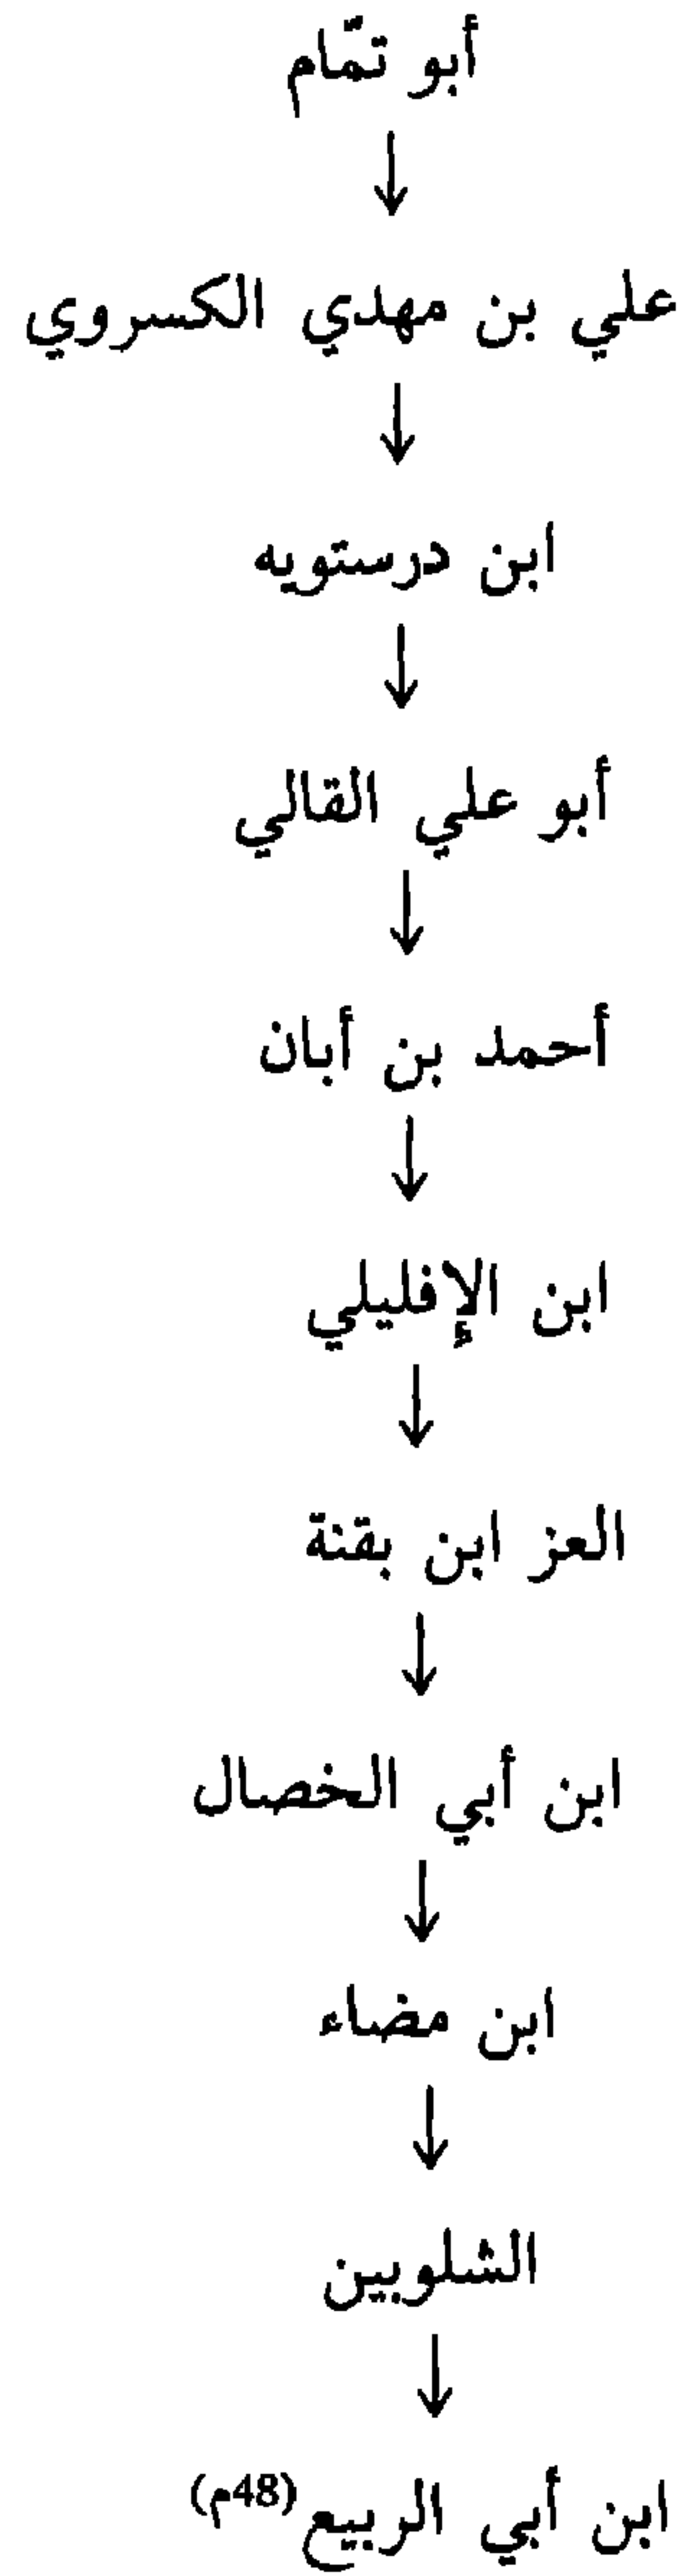 أبو تمّام
↓
علي بن مهدي الكسروي
↓
ابن درستويه
↓
أبو علي القالي
↓
أحمد بن أبان
↓
ابن الإفليلي
↓
العز ابن بقنة
↓
ابن أبي الخصال
↓
ابن مضاء
↓
الشلوبين
↓
ابن أبي الربيع (48م)